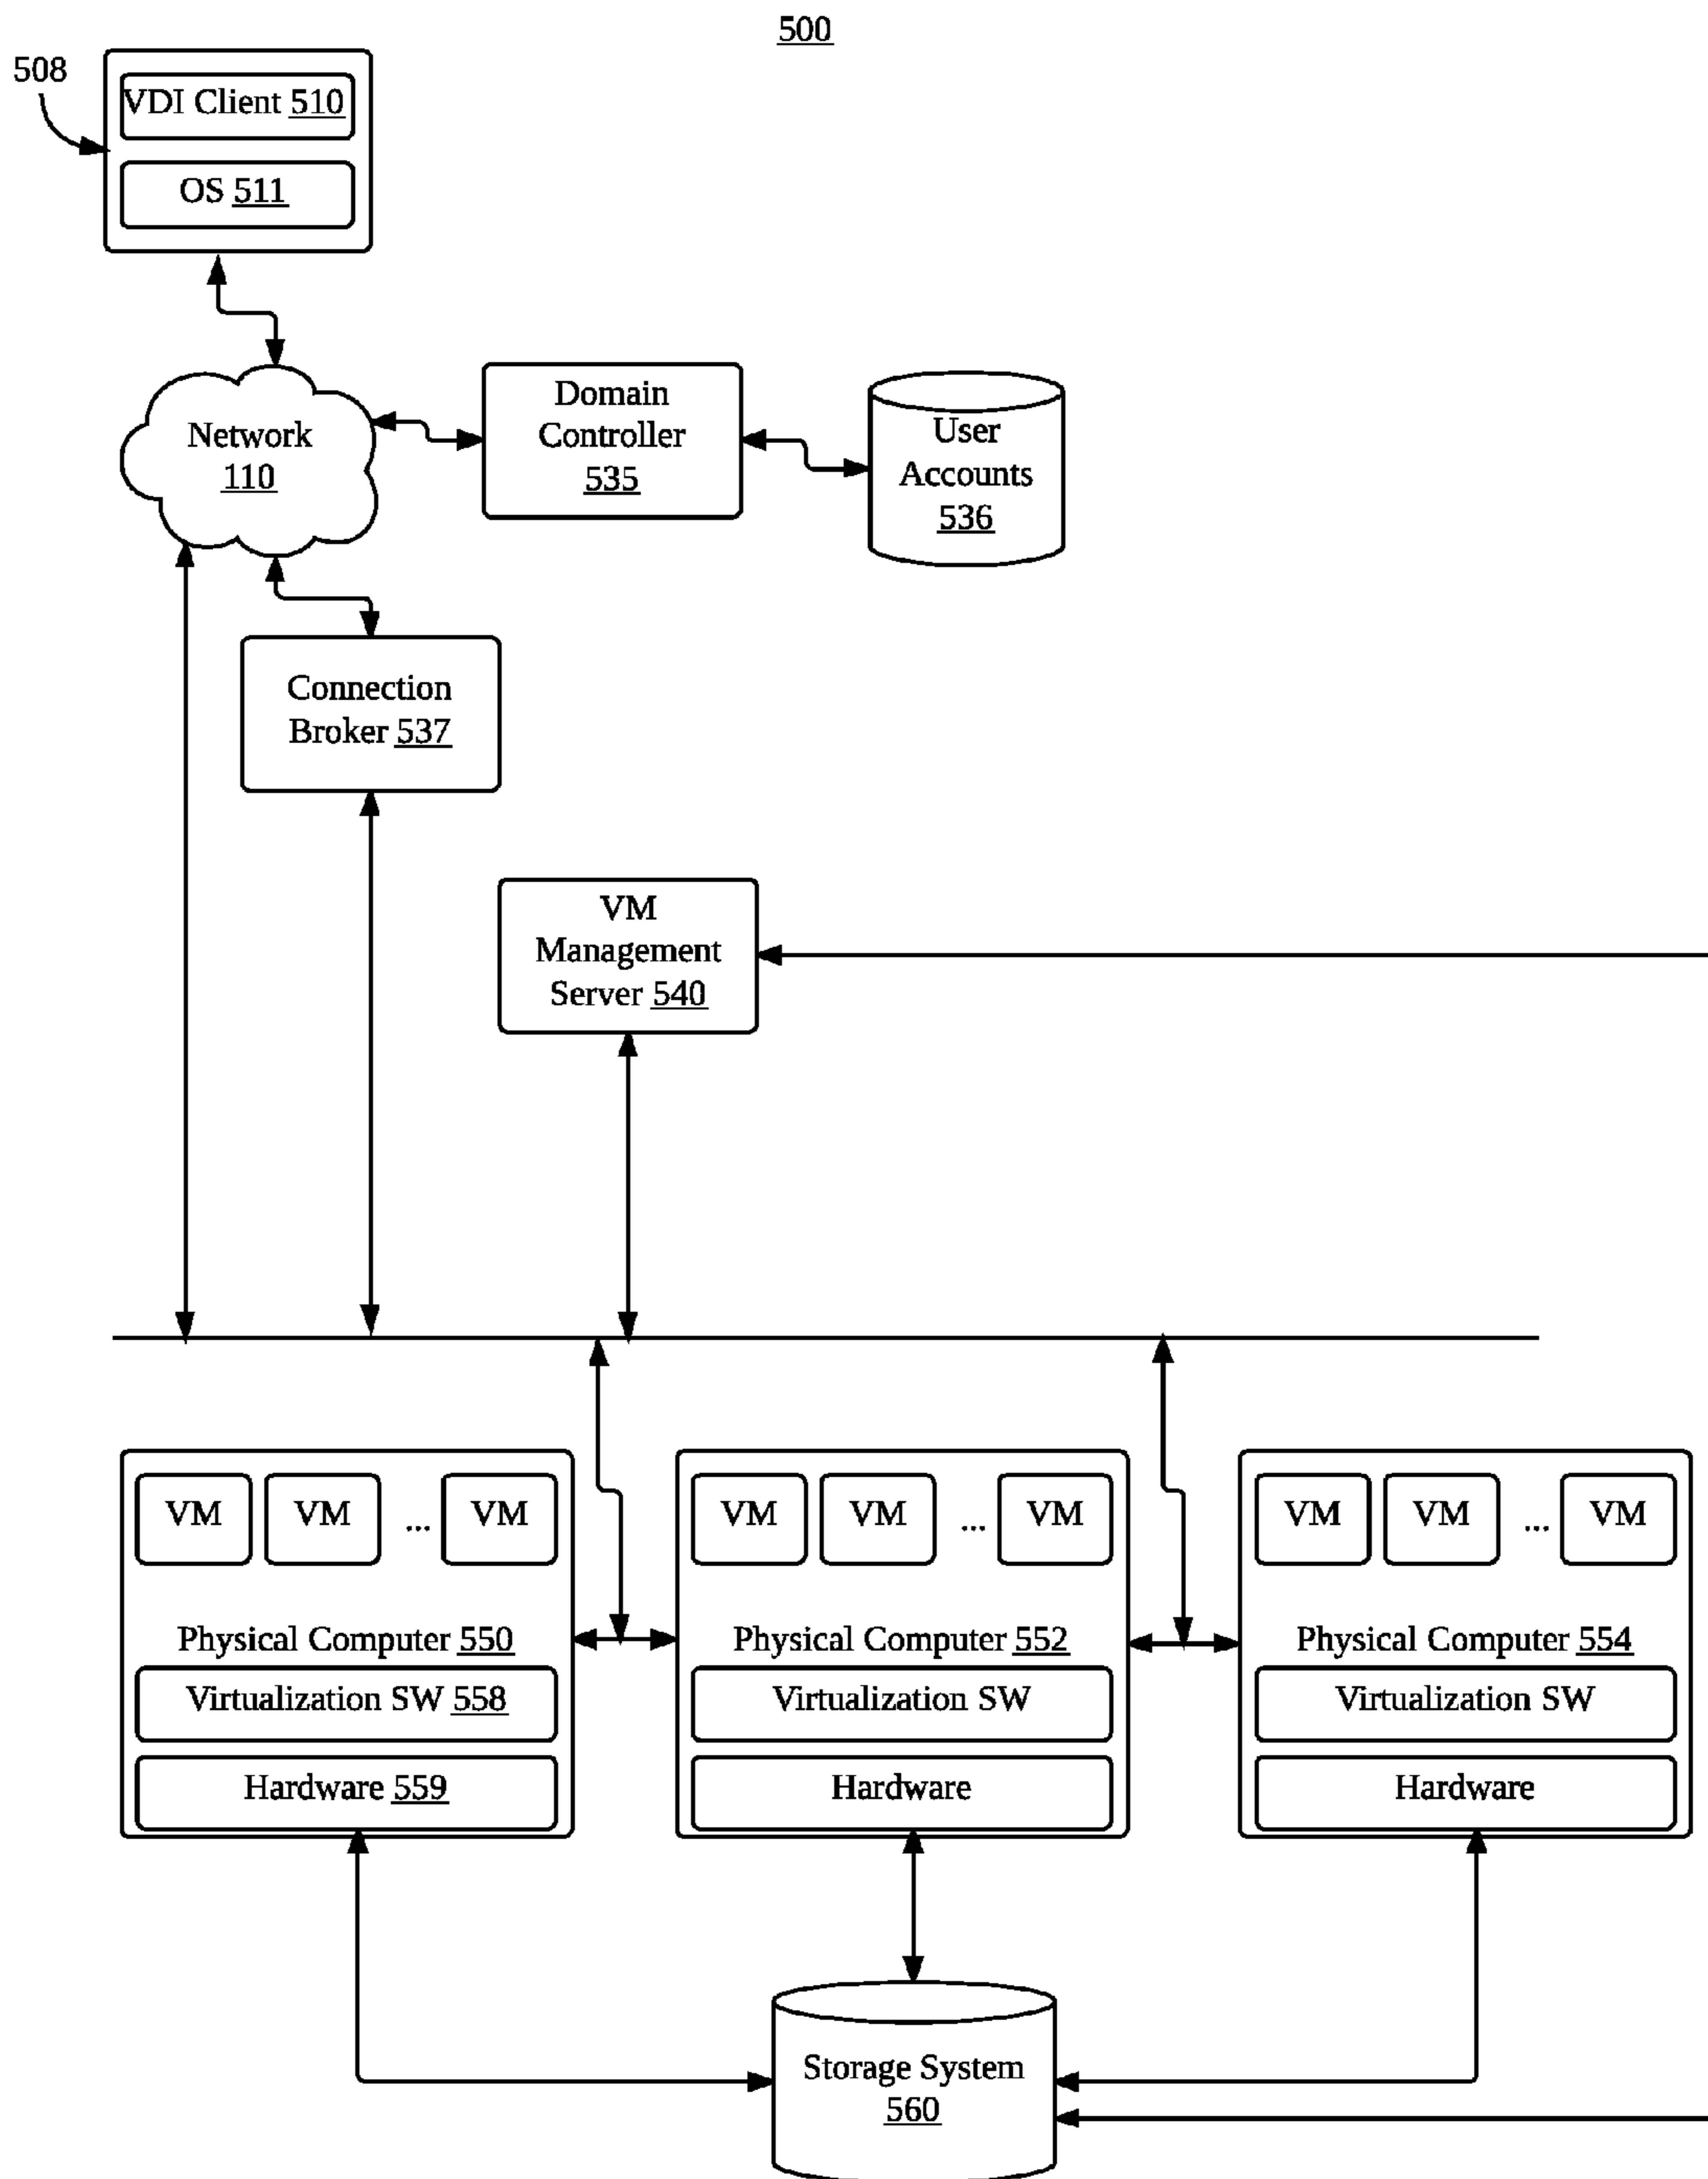 500
508
VDI Client 510
OS 511
Network
110
Domain
Controller
535
User
Accounts
536
Connection
Broker 537
VM
Management
Server 540
VM VM ... VM
Physical Computer 550
Virtualization SW 558
Hardware 559
VM VM ... VM
Physical Computer 552
Virtualization SW
Hardware
VM VM ... VM
Physical Computer 554
Virtualization SW
Hardware
Storage System
560